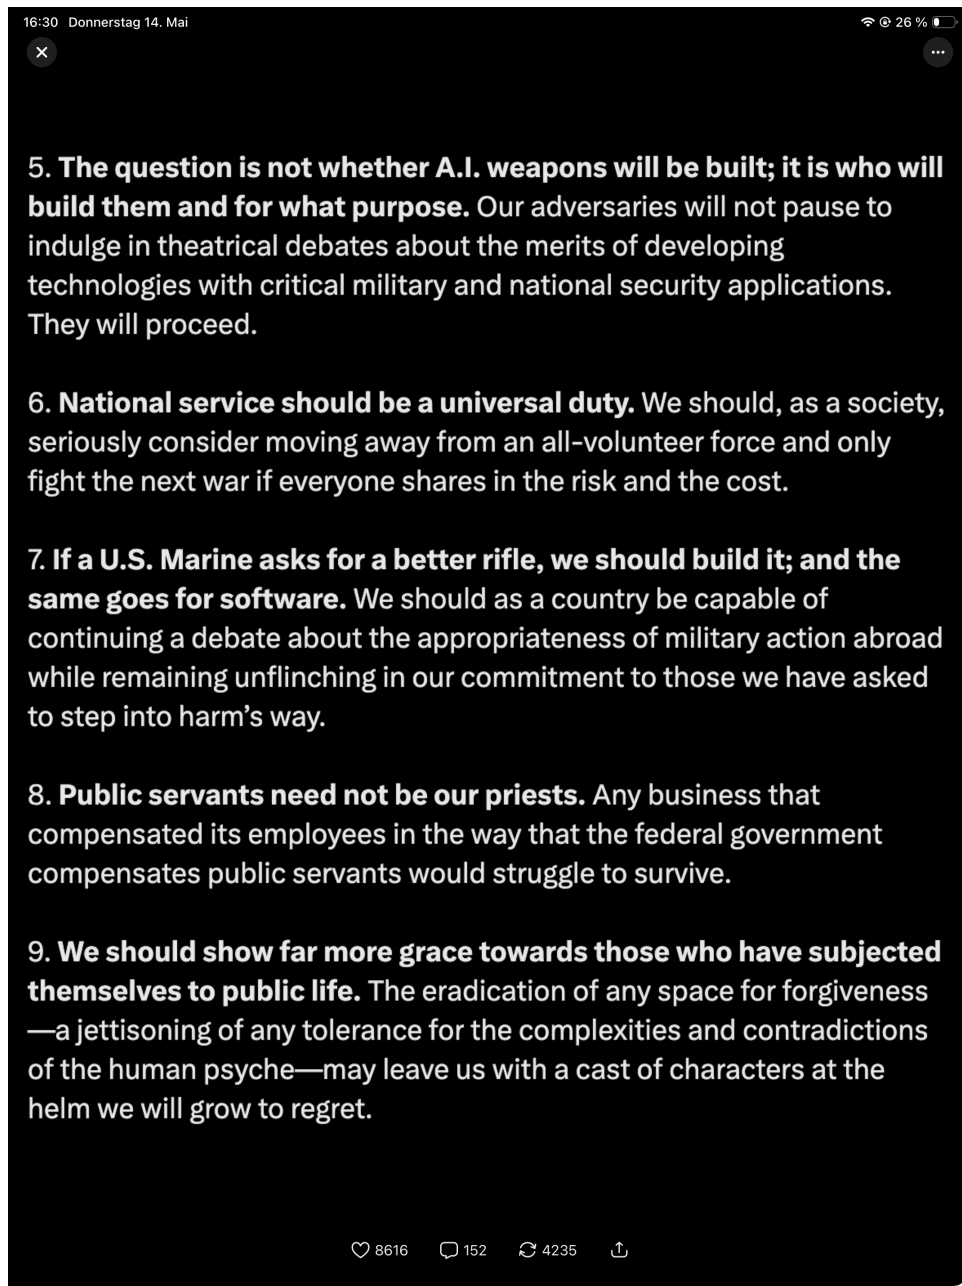 16:30 Donnerstag 14. Mai
26 %
5. The question is not whether A.I. weapons will be built; it is who will
build them and for what purpose. Our adversaries will not pause to
indulge in theatrical debates about the merits of developing
technologies with critical military and national security applications.
They will proceed.
6. National service should be a universal duty. We should, as a society,
seriously consider moving away from an all-volunteer force and only
fight the next war if everyone shares in the risk and the cost.
7. If a U.S. Marine asks for a better rifle, we should build it; and the
same goes for software. We should as a country be capable of
continuing a debate about the appropriateness of military action abroad
while remaining unflinching in our commitment to those we have asked
to step into harm’s way.
8. Public servants need not be our priests. Any business that
compensated its employees in the way that the federal government
compensates public servants would struggle to survive.
9. We should show far more grace towards those who have subjected
themselves to public life. The eradication of any space for forgiveness
—a jettisoning of any tolerance for the complexities and contradictions
of the human psyche—may leave us with a cast of characters at the
helm we will grow to regret.
8616 152 4235